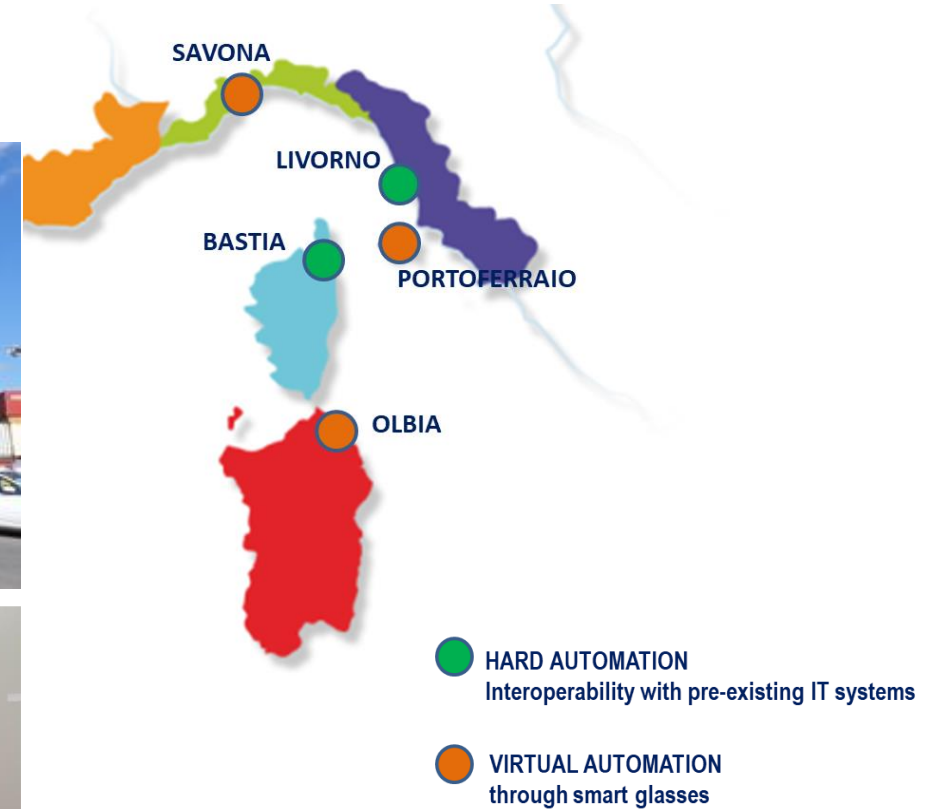 SAVONA
LIVORNO
BASTIA
PORTOFERRAIO
OLBIA
HARD AUTOMATION
Interoperability with pre-existing IT systems
VIRTUAL AUTOMATION
through smart glasses